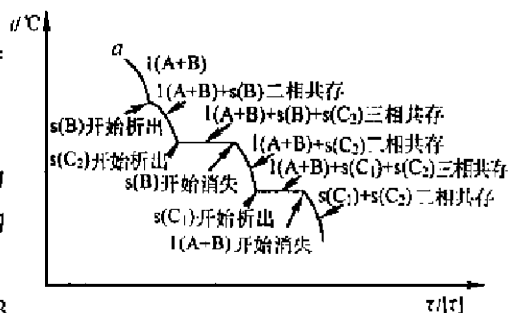 t/℃
a
l(A+B)
l(A+B)+s(B)二相共存
l(A+B)+s(B)+s(C₂)三相共存
s(B)开始析出
l(A+B)+s(C₂)二相共存
s(C₂)开始析出
l(A+B)+s(C₁)+s(C₂)三相共存
s(B)开始消失
s(C₁)+s(C₂)二相共存
s(C₁)开始析出
l(A+B)开始消失
τ/[τ]